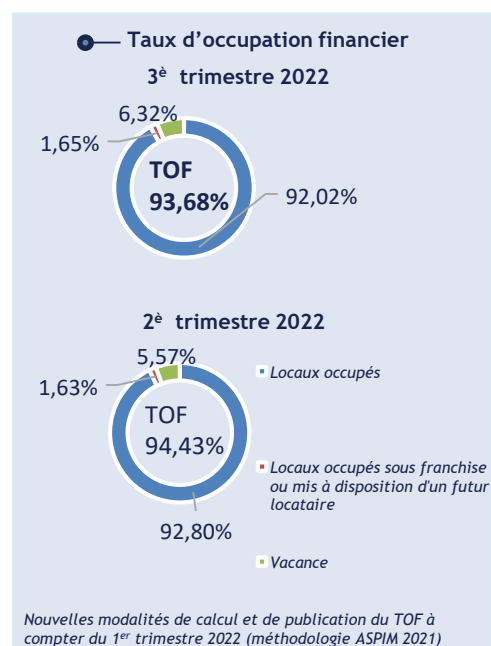 Taux d'occupation financier
3è trimestre 2022
6,32%
1,65%
TOF
93,68%
92,02%
2è trimestre 2022
5,57%
1,63%
TOF
94,43%
92,80%
Locaux occupés
Locaux occupés sous franchise
ou mis à disposition d'un futur
locataire
Vacance
Nouvelles modalités de calcul et de publication du TOF à
compter du 1er trimestre 2022 (méthodologie ASPIM 2021)